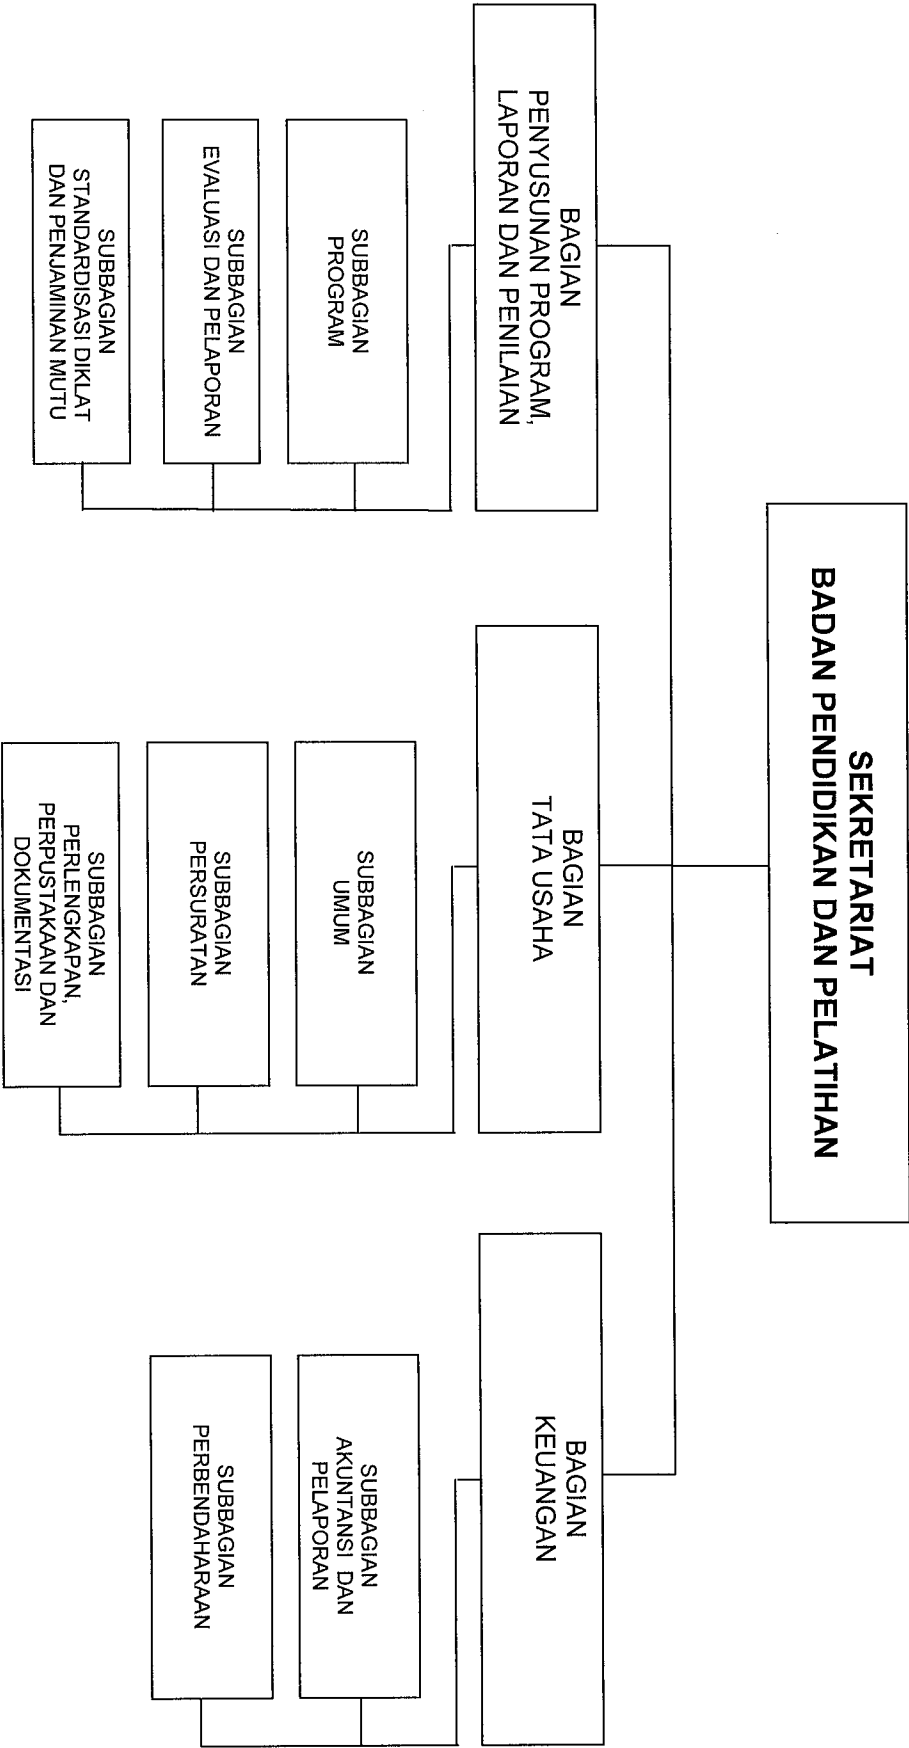 SEKRETARIAT
BADAN PENDIDIKAN DAN PELATIHAN
BAGIAN
PENYUSUNAN PROGRAM,
LAPORAN DAN PENILAIAN
SUBBAGIAN
PROGRAM
SUBBAGIAN
EVALUASI DAN PELAPORAN
SUBBAGIAN
STANDARDISASI DIKLAT
DAN PENJAMINAN MUTU
BAGIAN
TATA USAHA
SUBBAGIAN
UMUM
SUBBAGIAN
PERSURATAN
SUBBAGIAN
PERLENGKAPAN,
PERPUSTAKAAN DAN
DOKUMENTASI
BAGIAN
KEUANGAN
SUBBAGIAN
AKUNTANSI DAN
PELAPORAN
SUBBAGIAN
PERBENDAHARAAN